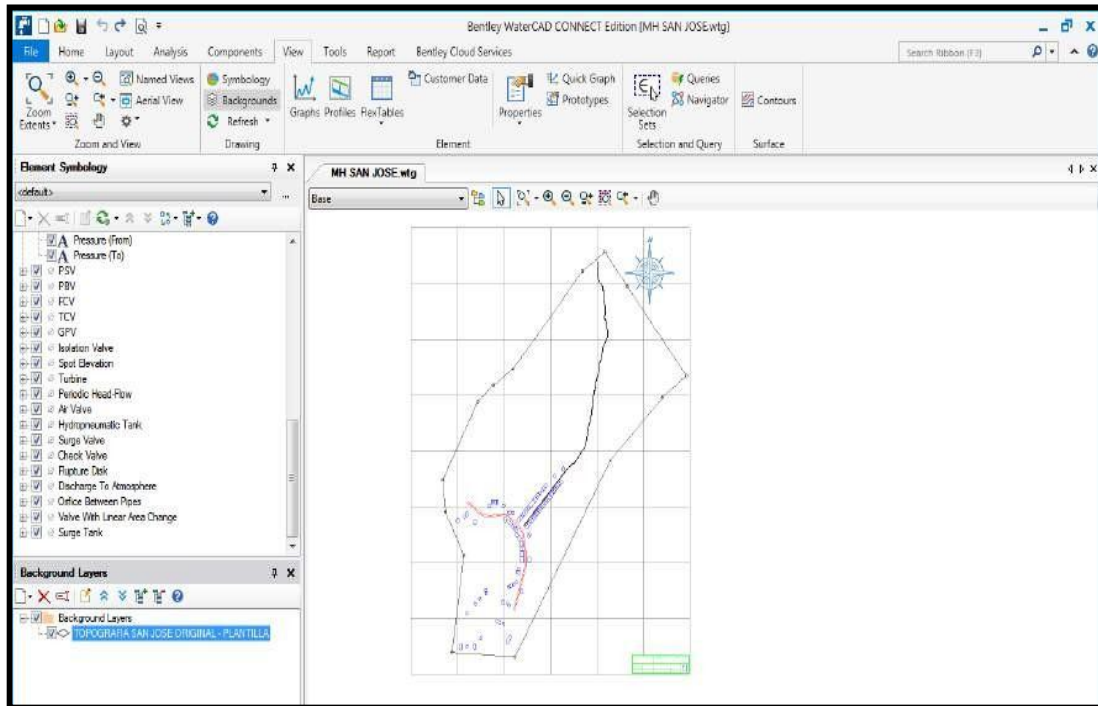 Bentley WaterCAD CONNECT Edition [MH SAN JOSE.wtg]
File Home Layout Analysis Components View Tools Report Bentley Cloud Services Search Ribbon (F3)
Zoom Extents
Named Views
Aerial View
Zoom and View
Symbology
Backgrounds
Refresh
Drawing
Graphs Profiles FlexTables
Customer Data
Properties
Quick Graph
Prototypes
Element
Selection Sets
Queries
Navigator
Selection and Query
Contours
Surface
Element Symbology
<default>
Pressure (From)
Pressure (To)
PSV
PBV
FCV
TCV
GPV
Isolation Valve
Spot Elevation
Turbine
Periodic Head-Flow
Air Valve
Hydropneumatic Tank
Surge Valve
Check Valve
Rupture Disk
Discharge To Atmosphere
Orifice Between Pipes
Valve With Linear Area Change
Surge Tank
Background Layers
Background Layers
TOPOGRAFIA SAN JOSE ORIGINAL - PLANTILLA
MH SAN JOSE.wtg
Base